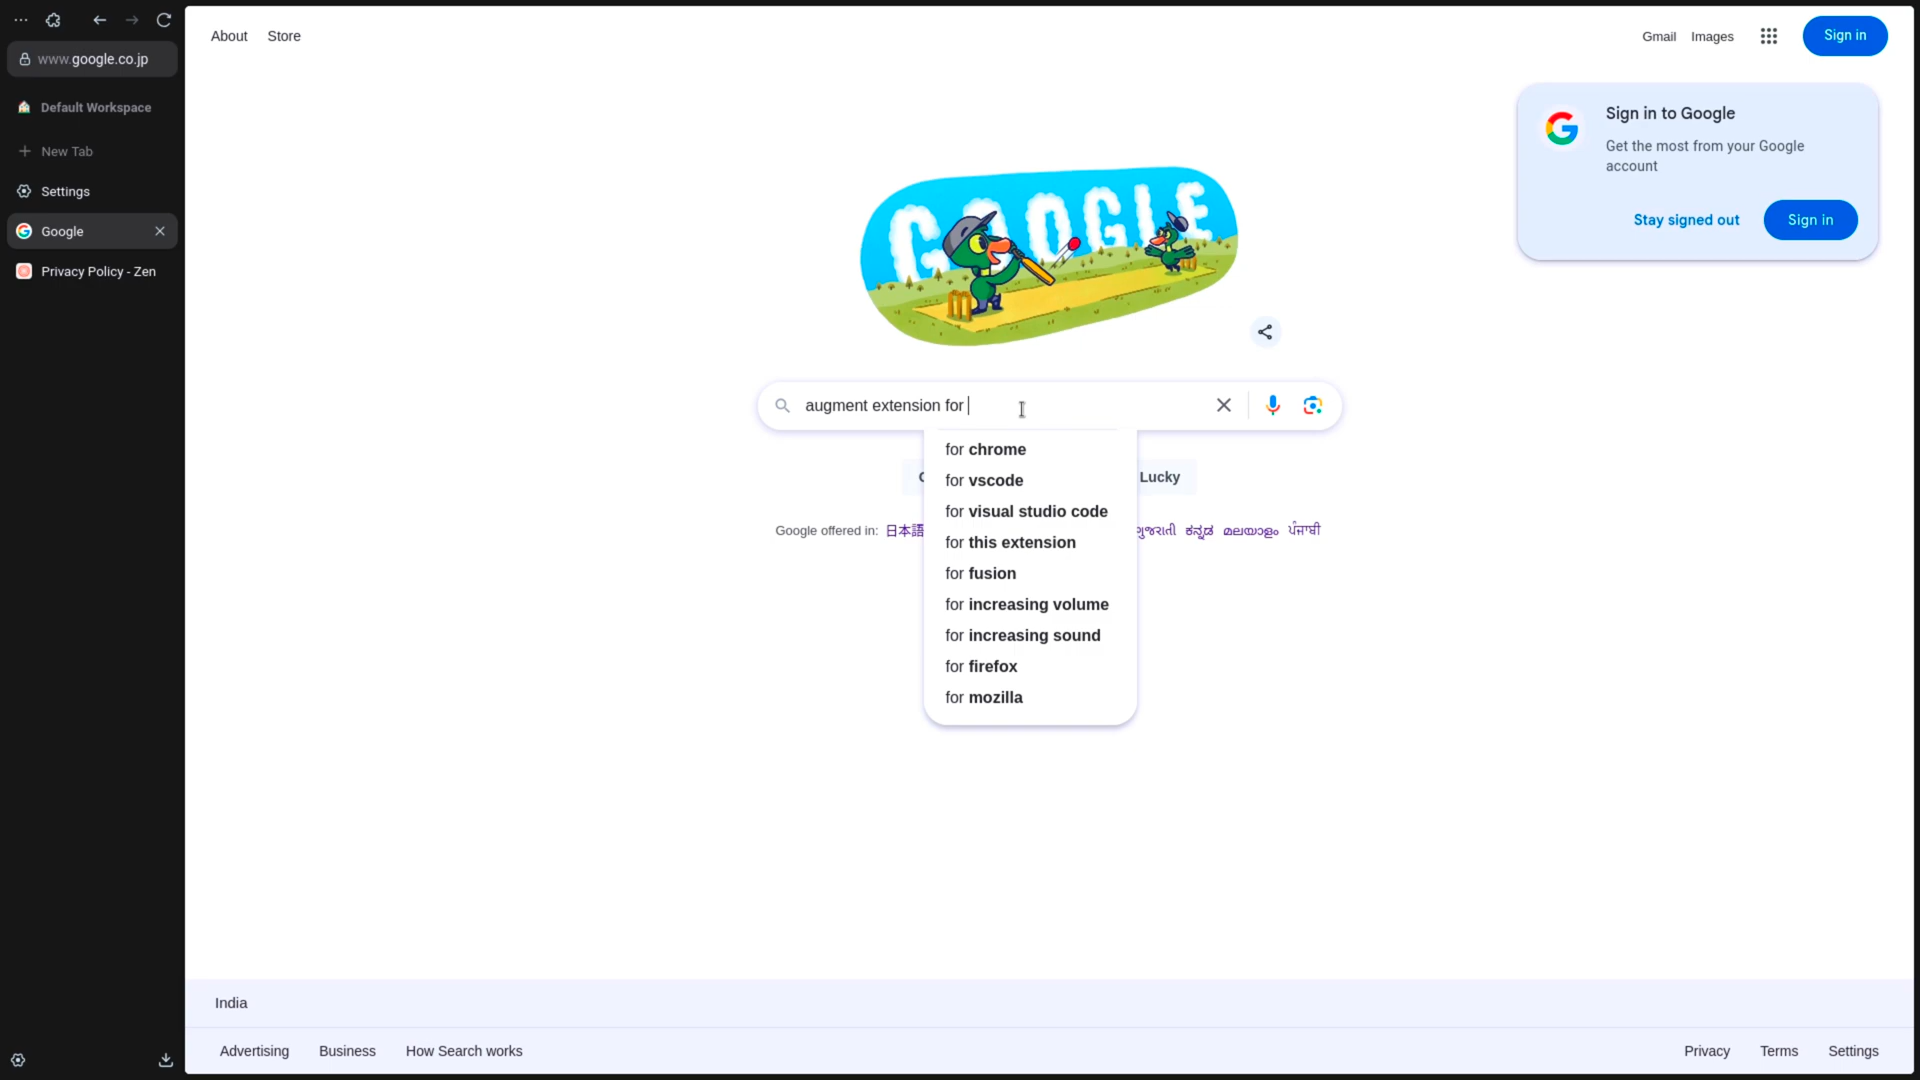 www.google.co.jp
Default Workspace
New Tab
Settings
Google
Privacy Policy - Zen
About Store
Gmail Images Sign in
Sign in to Google
Get the most from your Google
account
Stay signed out Sign in
GOOGLE
augment extension for
for chrome
for vscode
for visual studio code
for this extension
for fusion
for increasing volume
for increasing sound
for firefox
for mozilla
Lucky
Google offered in: 日本語 ગુજરાતી ಕನ್ನಡ മലയാളം ਪੰਜਾਬੀ
India
Advertising Business How Search works
Privacy Terms Settings